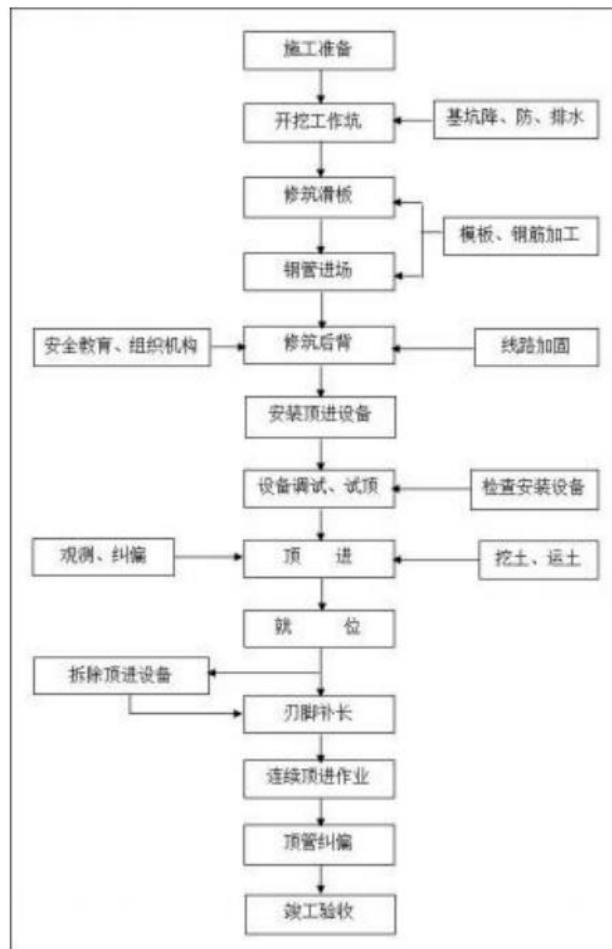 施工准备
开挖工作坑
基坑降、防、排水
修筑滑板
模板、钢筋加工
钢管进场
安全教育、组织机构
修筑后背
线路加固
安装顶进设备
设备调试、试顶
检查安装设备
观测、纠偏
顶 进
挖土、运土
就 位
拆除顶进设备
刃脚补长
连续顶进作业
顶管纠偏
竣工验收